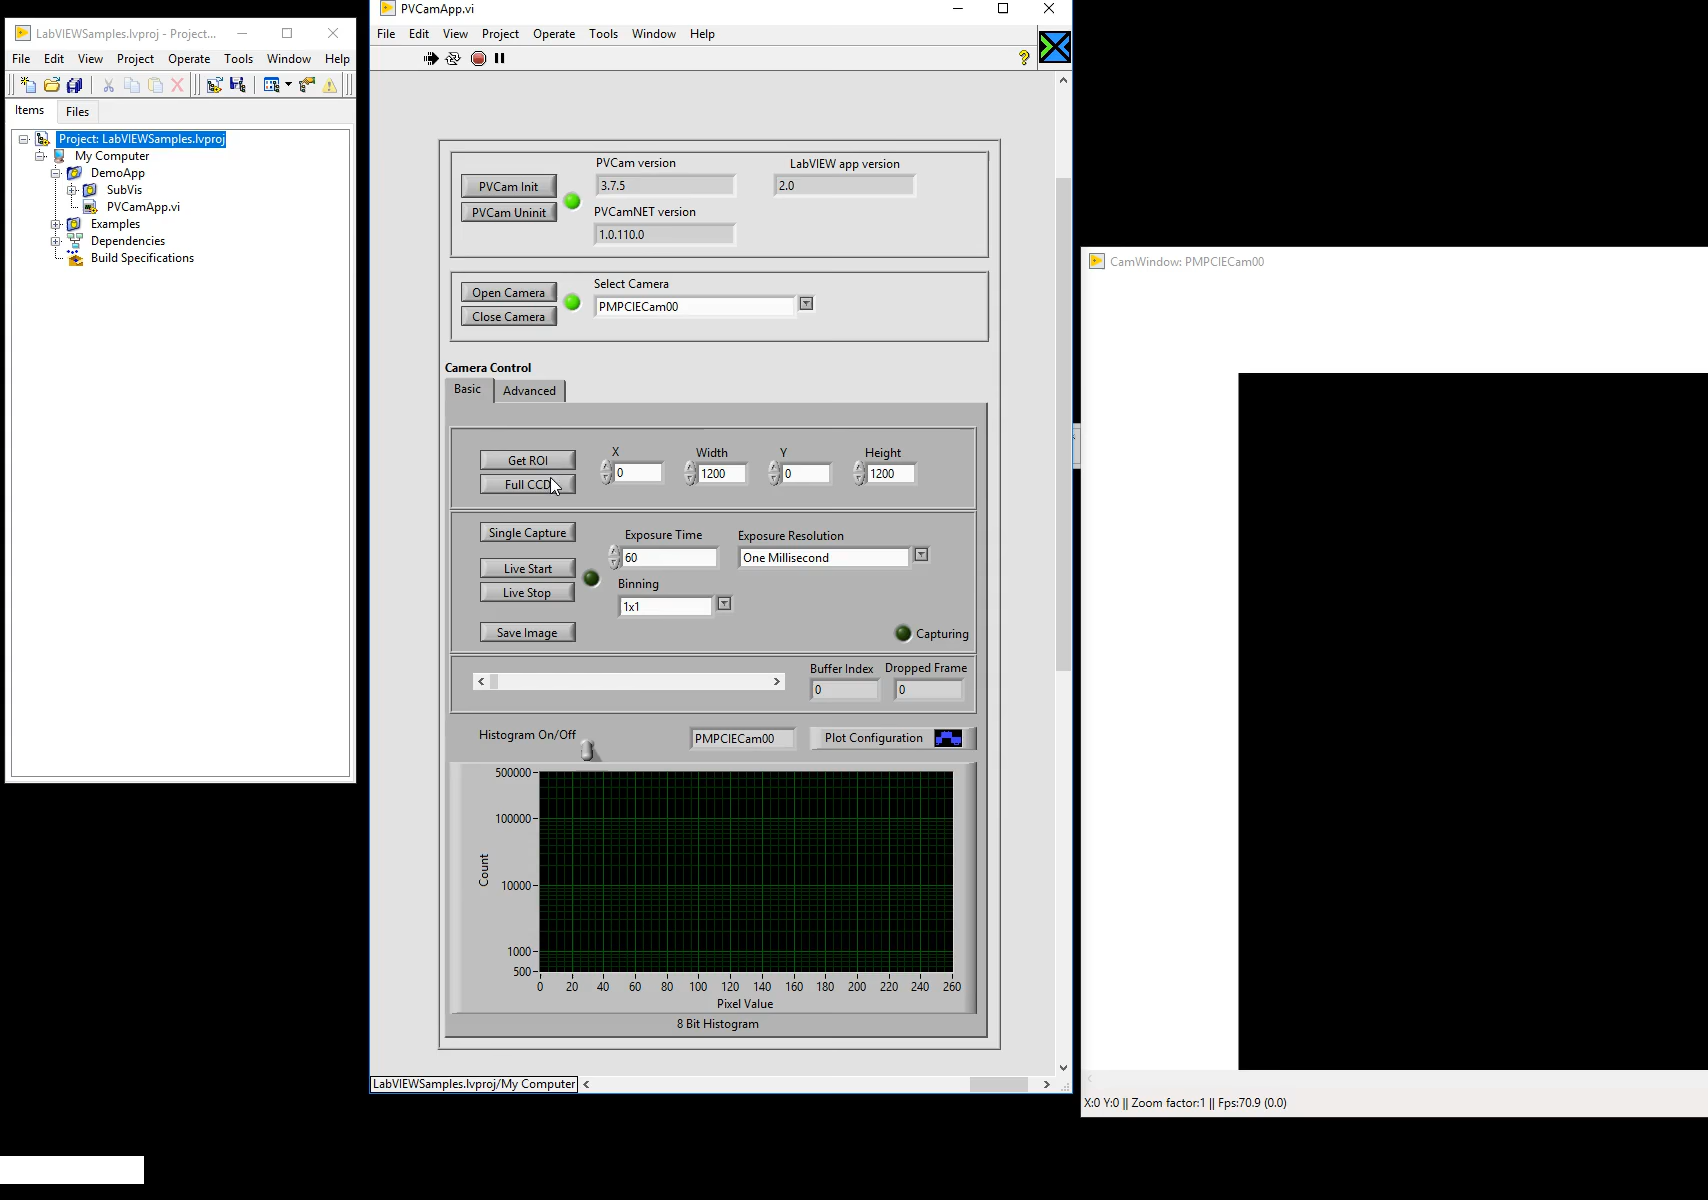 LabVIEWSamples.lvproj - Project...
File Edit View Project Operate Tools Window Help
Items Files
Project: LabVIEWSamples.lvproj
My Computer
DemoApp
SubVis
PVCamApp.vi
Examples
Dependencies
Build Specifications
PVCamApp.vi
File Edit View Project Operate Tools Window Help
PVCam version LabVIEW app version
PVCam Init 3.7.5 2.0
PVCam Uninit PVCamNET version
1.0.110.0
Select Camera
Open Camera PMPCIECam00
Close Camera
Camera Control
Basic Advanced
X Width Y Height
Get ROI 0 1200 0 1200
Full CCD
Single Capture Exposure Time Exposure Resolution
60 One Millisecond
Live Start
Live Stop Binning
1x1
Save Image Capturing
Buffer Index Dropped Frame
0 0
Histogram On/Off PMPCIECam00 Plot Configuration
500000
100000
10000
1000
500
Count
0 20 40 60 80 100 120 140 160 180 200 220 240 260
Pixel Value
8 Bit Histogram
LabVIEWSamples.lvproj/My Computer
CamWindow: PMPCIECam00
X:0 Y:0 || Zoom factor:1 || Fps:70.9 (0.0)